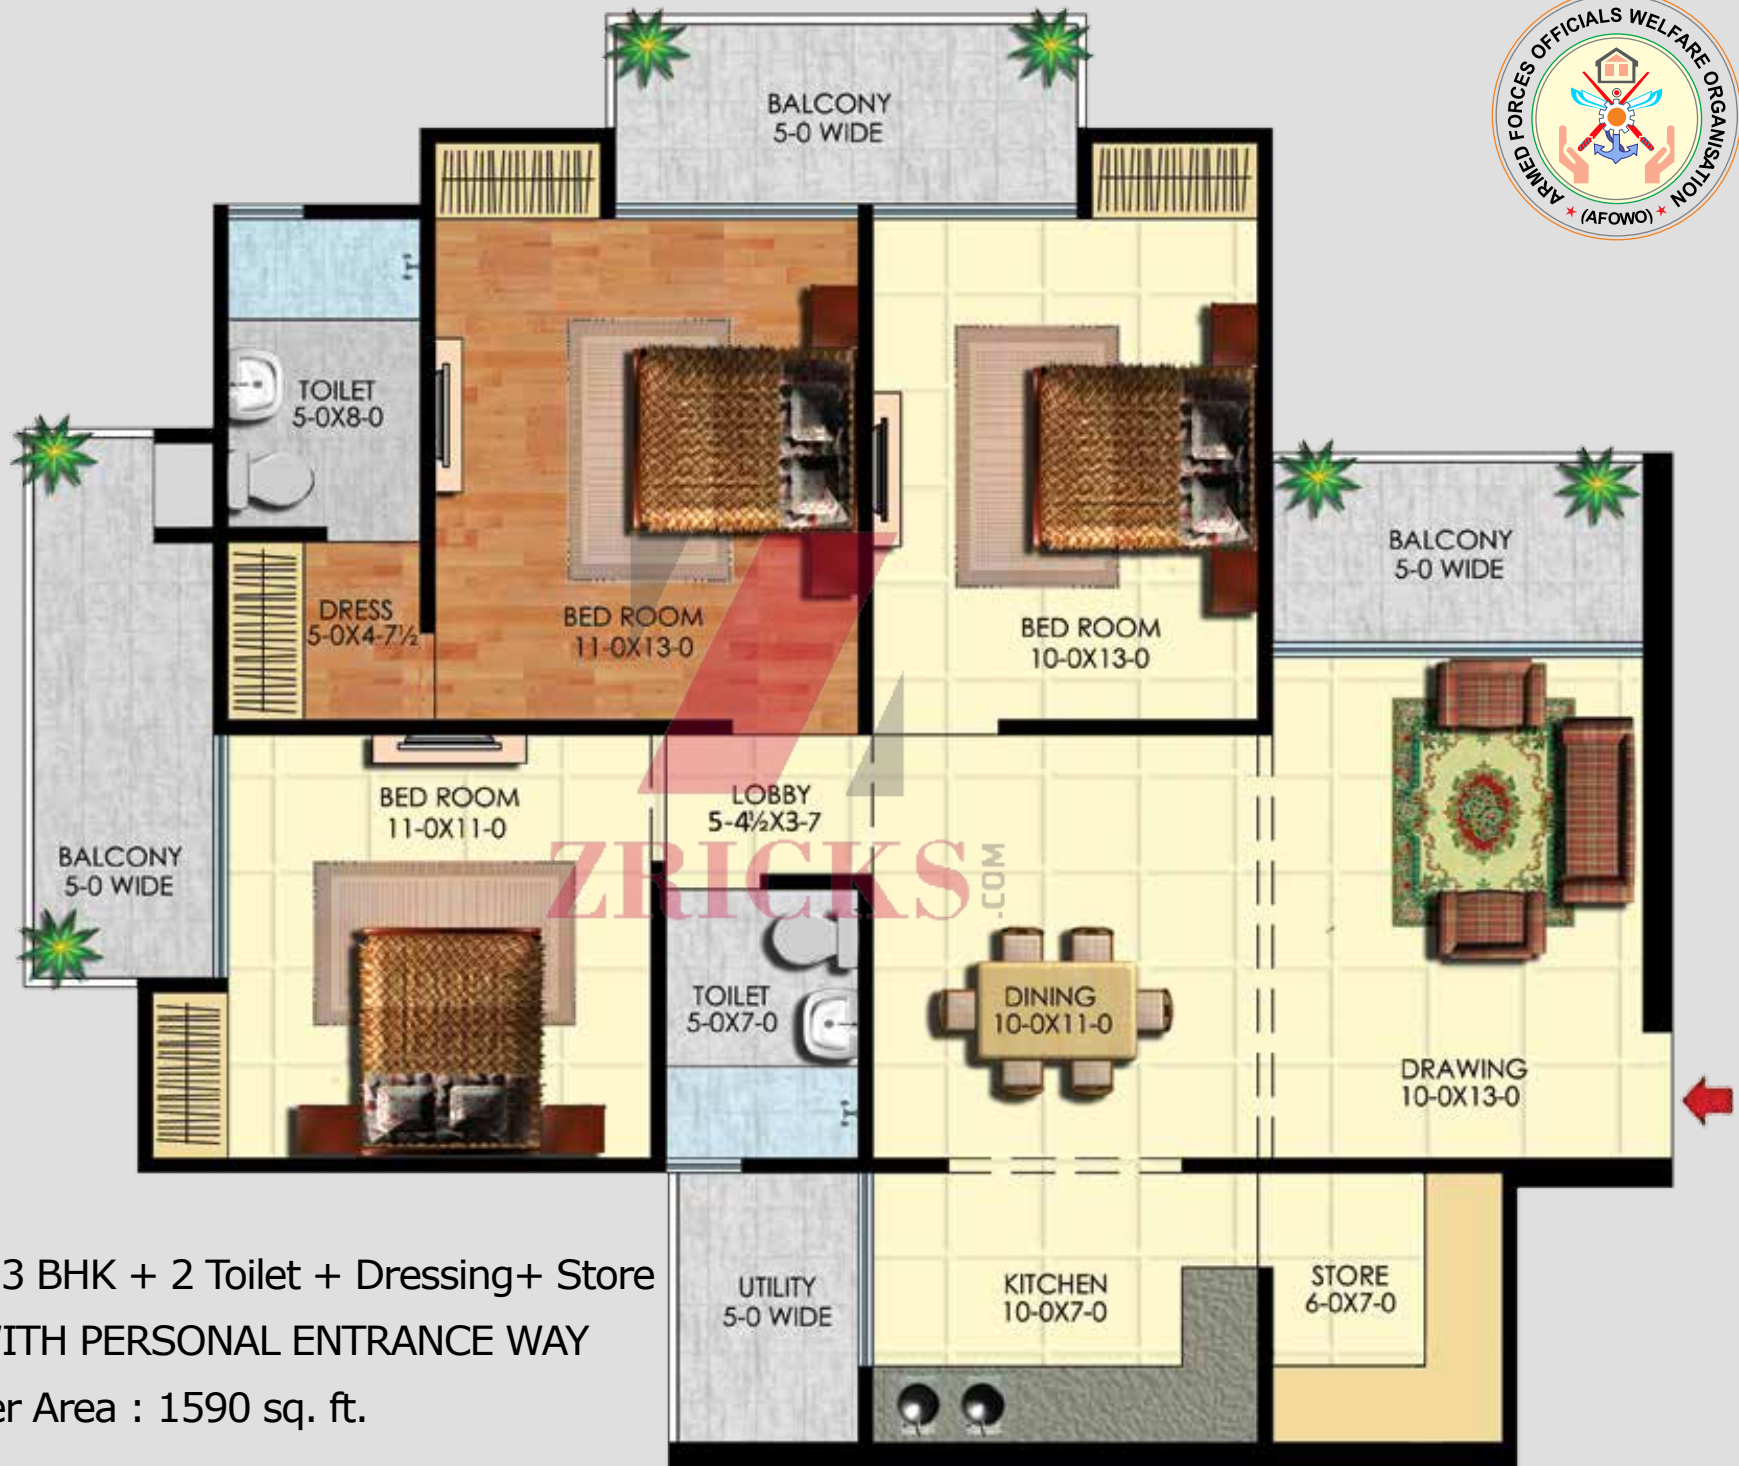 ARMED FORCES OFFICIALS WELFARE ORGANISATION
(AFOWO)
BALCONY
5-0 WIDE
TOILET
5-0X8-0
DRESS
5-0X4-7½
BED ROOM
11-0X13-0
BED ROOM
10-0X13-0
BALCONY
5-0 WIDE
BED ROOM
11-0X11-0
LOBBY
5-4½X3-7
BALCONY
5-0 WIDE
ZRICKS
.COM
TOILET
5-0X7-0
DINING
10-0X11-0
DRAWING
10-0X13-0
UTILITY
5-0 WIDE
KITCHEN
10-0X7-0
STORE
6-0X7-0
3 BHK + 2 Toilet + Dressing+ Store
PERSONAL ENTRANCE WAY
Area : 1590 sq. ft.